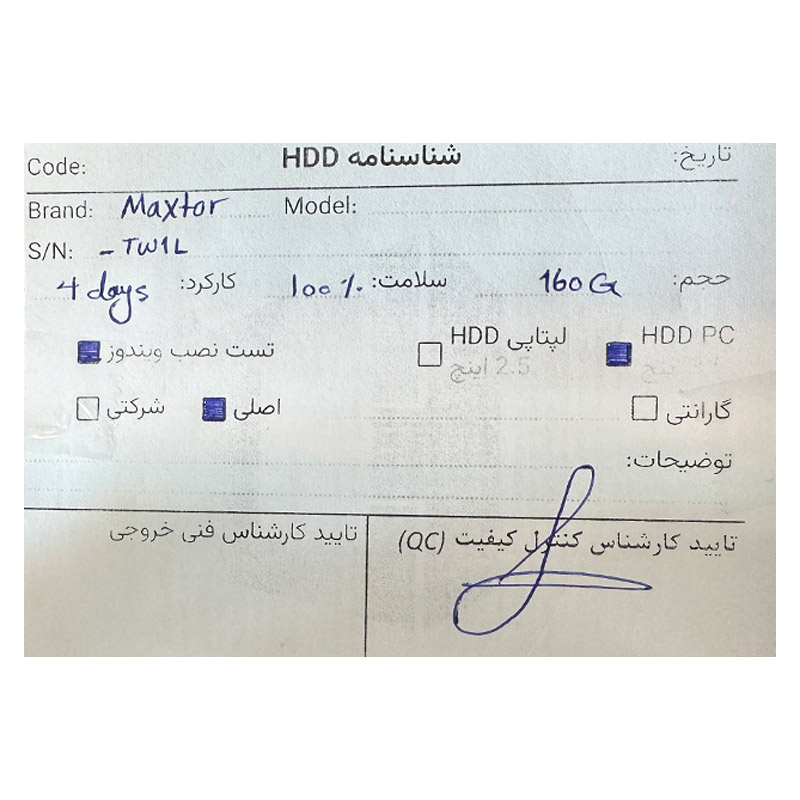 Code: شناسنامه HDD تاریخ:
Brand: Maxtor Model:
S/N: -TW1L
حجم: 160G سلامت: 100% کارکرد: 4 days
HDD PC HDD لپتاپی تست نصب ویندوز
2.5 اینچ
گارانتی اصلی شرکتی
توضیحات:
تایید کارشناس کنترل کیفیت (QC) تایید کارشناس فنی خروجی